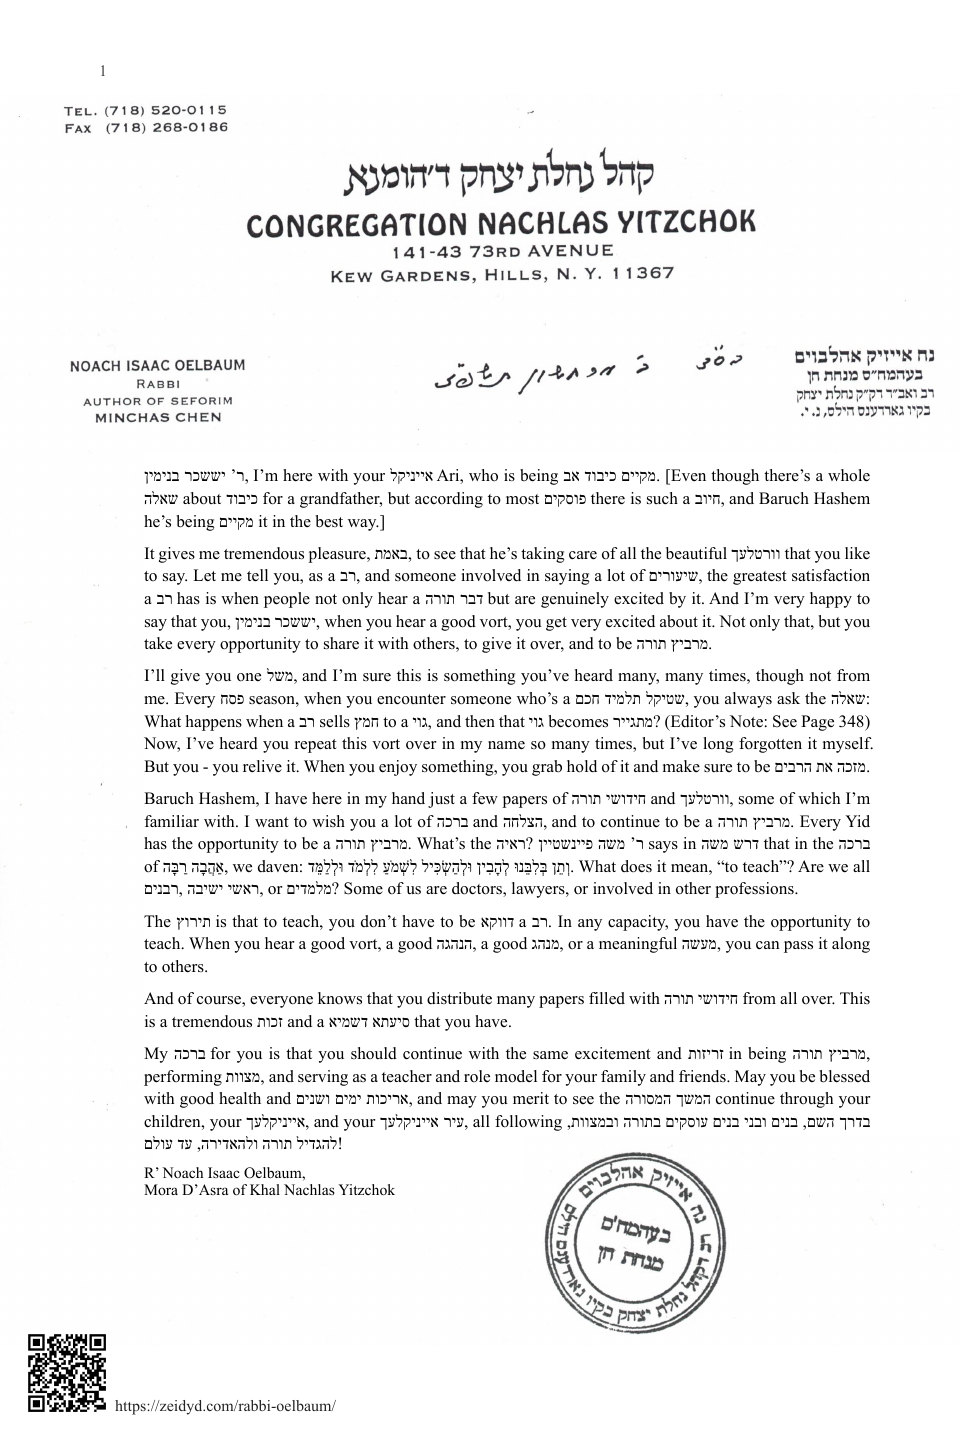 1
TEL. (718) 520-0115
FAX (718) 268-0186
קהל נחלת יצחק ד׳הומנא
CONGREGATION NACHLAS YITZCHOK
141-43 73RD AVENUE
KEW GARDENS, HILLS, N. Y. 11367
NOACH ISAAC OELBAUM
RABBI
AUTHOR OF SEFORIM
MINCHAS CHEN
נח אייזיק אהלבוים
בעהמח״ס מנחת חן
רב ואב״ד דק״ק נחלת יצחק
בקיו גארדענס הילס, נ. י.
ר' יששכר בנימין, I'm here with your אייניקל Ari, who is being מקיים כיבוד אב. [Even though there's a whole
שאלה about כיבוד for a grandfather, but according to most פוסקים there is such a חיוב, and Baruch Hashem
he's being מקיים it in the best way.]
It gives me tremendous pleasure, באמת, to see that he's taking care of all the beautiful וורטלעך that you like
to say. Let me tell you, as a רב, and someone involved in saying a lot of שיעורים, the greatest satisfaction
a רב has is when people not only hear a דבר תורה but are genuinely excited by it. And I'm very happy to
say that you, יששכר בנימין, when you hear a good vort, you get very excited about it. Not only that, but you
take every opportunity to share it with others, to give it over, and to be מרביץ תורה.
I'll give you one משל, and I'm sure this is something you've heard many, many times, though not from
me. Every פסח season, when you encounter someone who's a שטיקל תלמיד חכם, you always ask the שאלה:
What happens when a רב sells חמץ to a גוי, and then that גוי becomes מתגייר? (Editor's Note: See Page 348)
Now, I've heard you repeat this vort over in my name so many times, but I've long forgotten it myself.
But you - you relive it. When you enjoy something, you grab hold of it and make sure to be מזכה את הרבים.
Baruch Hashem, I have here in my hand just a few papers of חידושי תורה and וורטלעך, some of which I'm
familiar with. I want to wish you a lot of ברכה and הצלחה, and to continue to be a מרביץ תורה. Every Yid
has the opportunity to be a מרביץ תורה. What's the ראיה? ר' משה פיינשטיין says in דרש משה that in the ברכה
of אַהֲבָה רַבָּה, we daven: וְתֵן בְּלִבֵּנוּ לְהָבִין וּלְהַשְׂכִּיל לִשְׁמֹעַ לִלְמֹד וּלְלַמֵּד. What does it mean, “to teach”? Are we all
רבנים, ראשי ישיבה, or מלמדים? Some of us are doctors, lawyers, or involved in other professions.
The תירוץ is that to teach, you don't have to be דווקא a רב. In any capacity, you have the opportunity to
teach. When you hear a good vort, a good הנהגה, a good מנהג, or a meaningful מעשה, you can pass it along
to others.
And of course, everyone knows that you distribute many papers filled with חידושי תורה from all over. This
is a tremendous זכות and a סיעתא דשמיא that you have.
My ברכה for you is that you should continue with the same excitement and זריזות in being מרביץ תורה,
performing מצוות, and serving as a teacher and role model for your family and friends. May you be blessed
with good health and אריכות ימים ושנים, and may you merit to see the המשך המסורה continue through your
children, your אייניקלעך, and your עיר אייניקלעך, all following בדרך השם, בנים ובני בנים עוסקים בתורה ובמצוות,
להגדיל תורה ולהאדירה, עד עולם!
R' Noach Isaac Oelbaum,
Mora D'Asra of Khal Nachlas Yitzchok
נח אייזיק אהלבוים
רב דקהל נחלת יצחק בקיו גארדענס הילס
בעהמח״ס
מנחת חן
https://zeidyd.com/rabbi-oelbaum/